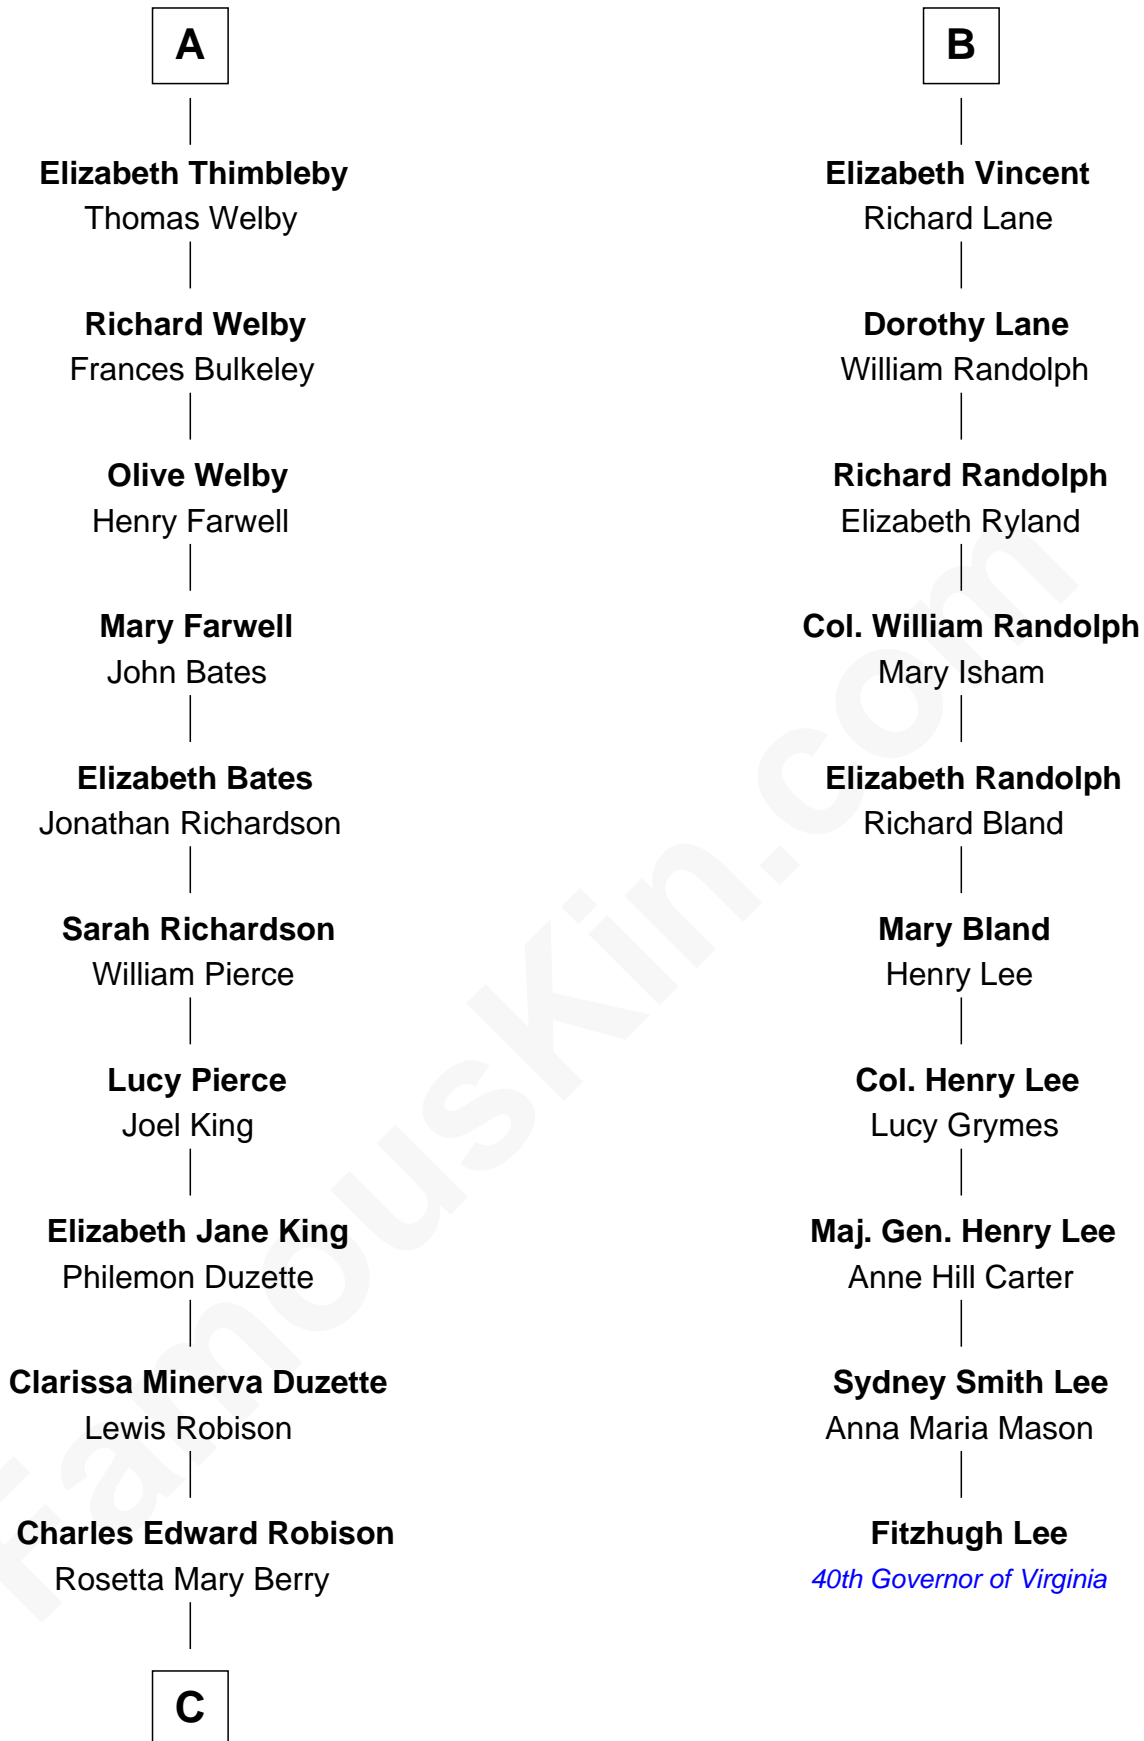 A
Elizabeth Thimbleby
Thomas Welby
Richard Welby
Frances Bulkeley
Olive Welby
Henry Farwell
Mary Farwell
John Bates
Elizabeth Bates
Jonathan Richardson
Sarah Richardson
William Pierce
Lucy Pierce
Joel King
Elizabeth Jane King
Philemon Duzette
Clarissa Minerva Duzette
Lewis Robison
Charles Edward Robison
Rosetta Mary Berry
C
B
Elizabeth Vincent
Richard Lane
Dorothy Lane
William Randolph
Richard Randolph
Elizabeth Ryland
Col. William Randolph
Mary Isham
Elizabeth Randolph
Richard Bland
Mary Bland
Henry Lee
Col. Henry Lee
Lucy Grymes
Maj. Gen. Henry Lee
Anne Hill Carter
Sydney Smith Lee
Anna Maria Mason
Fitzhugh Lee
40th Governor of Virginia
FamousKin.com